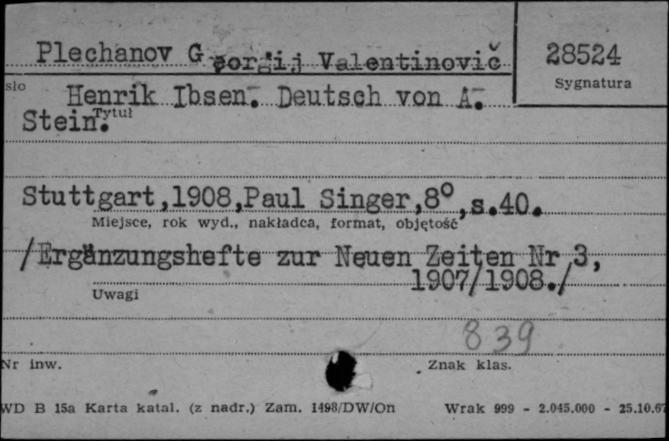 Plechanov Georgij Valentinovič
28524
Sygnatura
sło
Henrik Ibsen. Deutsch von A.
Stein.
Tytuł
Stuttgart,1908,Paul Singer,8°,s.40.
Miejsce, rok wyd., nakładca, format, objętość
/Ergänzungshefte zur Neuen Zeiten Nr 3,
1907/1908./
Uwagi
839
Nr inw.
Znak klas.
WD B 15a Karta katal. (z nadr.) Zam. 1498/DW/On
Wrak 999 - 2.045.000 - 25.10.67